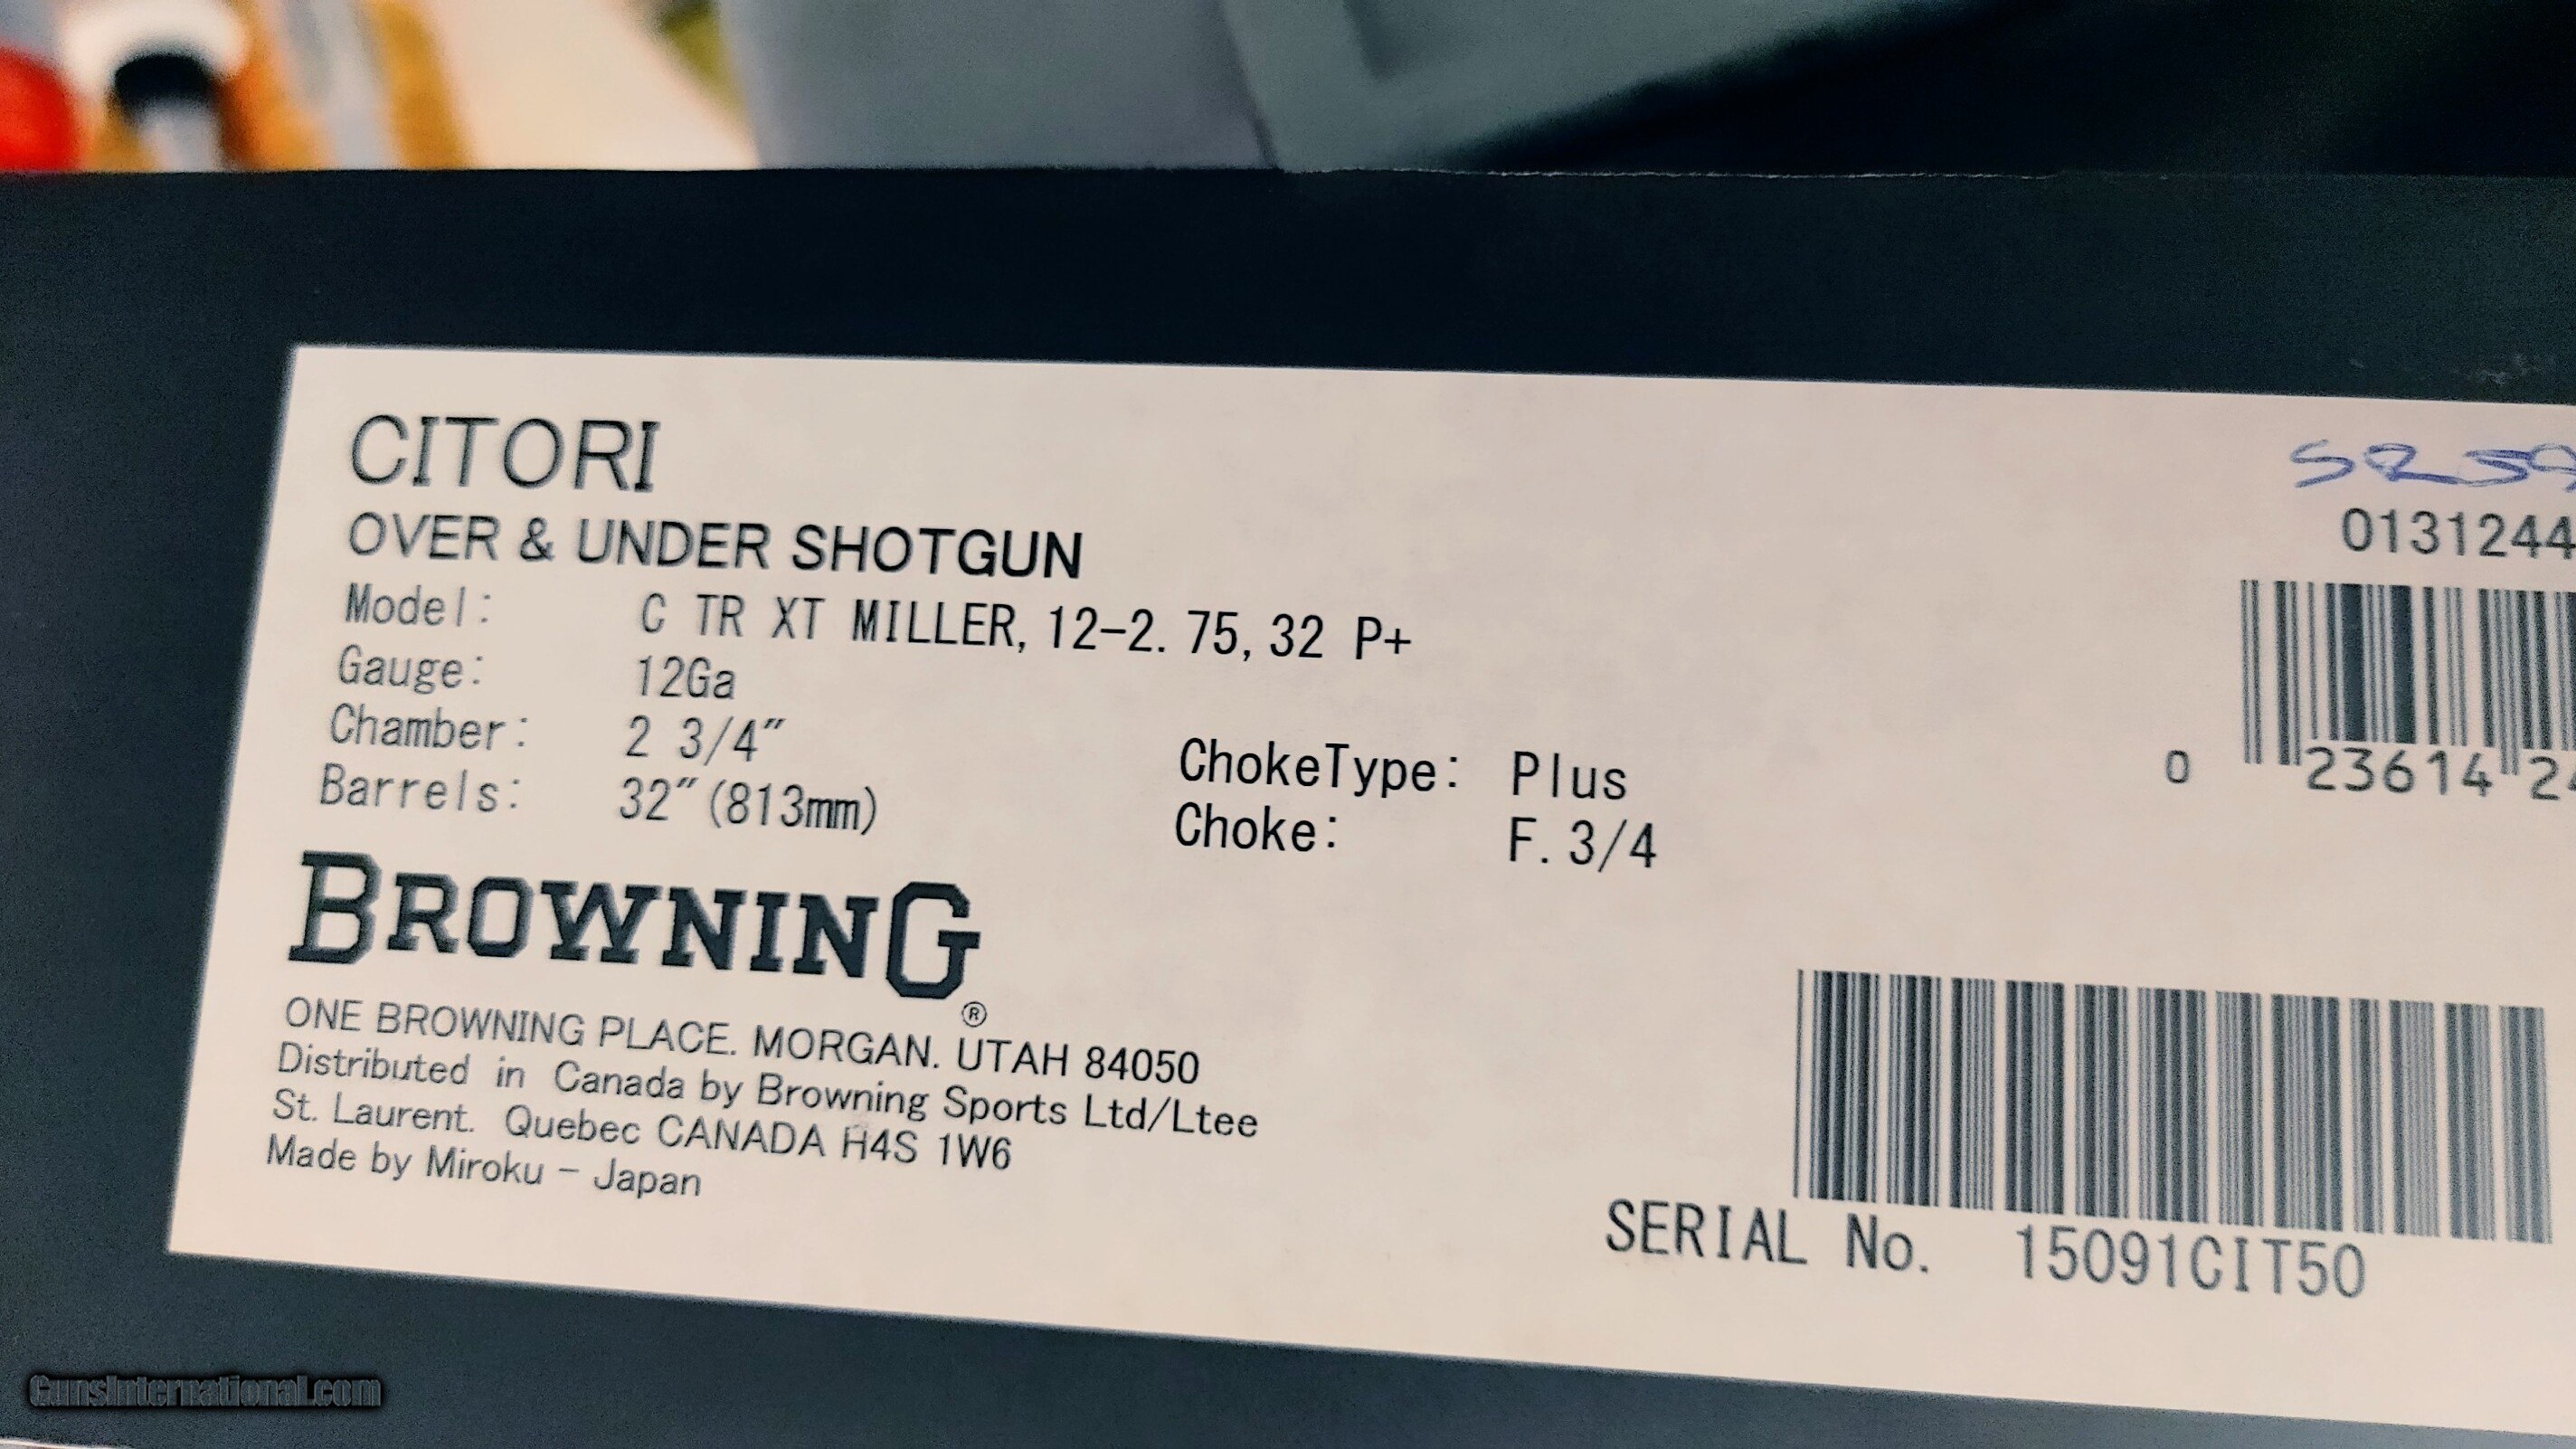 CITORI
OVER & UNDER SHOTGUN
Model: C TR XT MILLER, 12-2. 75, 32 P+
Gauge: 12Ga
Chamber: 2 3/4"
Barrels: 32"(813mm)
ChokeType: Plus
Choke: F. 3/4
BROWNING®
ONE BROWNING PLACE. MORGAN. UTAH 84050
Distributed in Canada by Browning Sports Ltd/Ltee
St. Laurent. Quebec CANADA H4S 1W6
Made by Miroku - Japan
0131244
0 23614 2
SERIAL No. 15091CIT50
GunsInternational.com